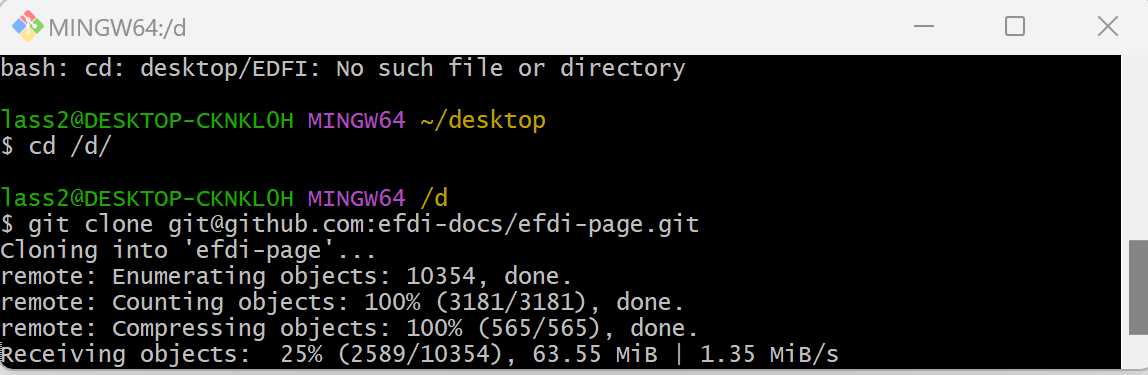 MINGW64:/d
bash: cd: desktop/EDFI: No such file or directory
lass2@DESKTOP-CKNKL0H MINGW64 ~/desktop
$ cd /d/
lass2@DESKTOP-CKNKL0H MINGW64 /d
$ git clone git@github.com:efdi-docs/efdi-page.git
Cloning into 'efdi-page'...
remote: Enumerating objects: 10354, done.
remote: Counting objects: 100% (3181/3181), done.
remote: Compressing objects: 100% (565/565), done.
Receiving objects:  25% (2589/10354), 63.55 MiB | 1.35 MiB/s